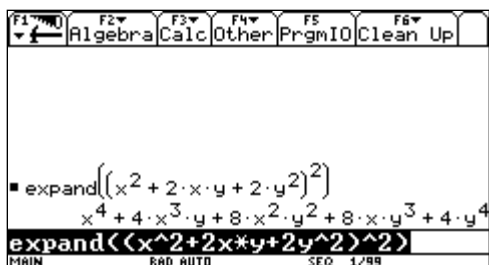 F1 F2 Algebra F3 Calc F4 Other F5 PrgmIO F6 Clean Up
▪ expand((x² + 2·x·y + 2·y²)²)
x⁴ + 4·x³·y + 8·x²·y² + 8·x·y³ + 4·y⁴
expand((x^2+2x*y+2y^2)^2)
MAIN RAD AUTO SEQ 1/99